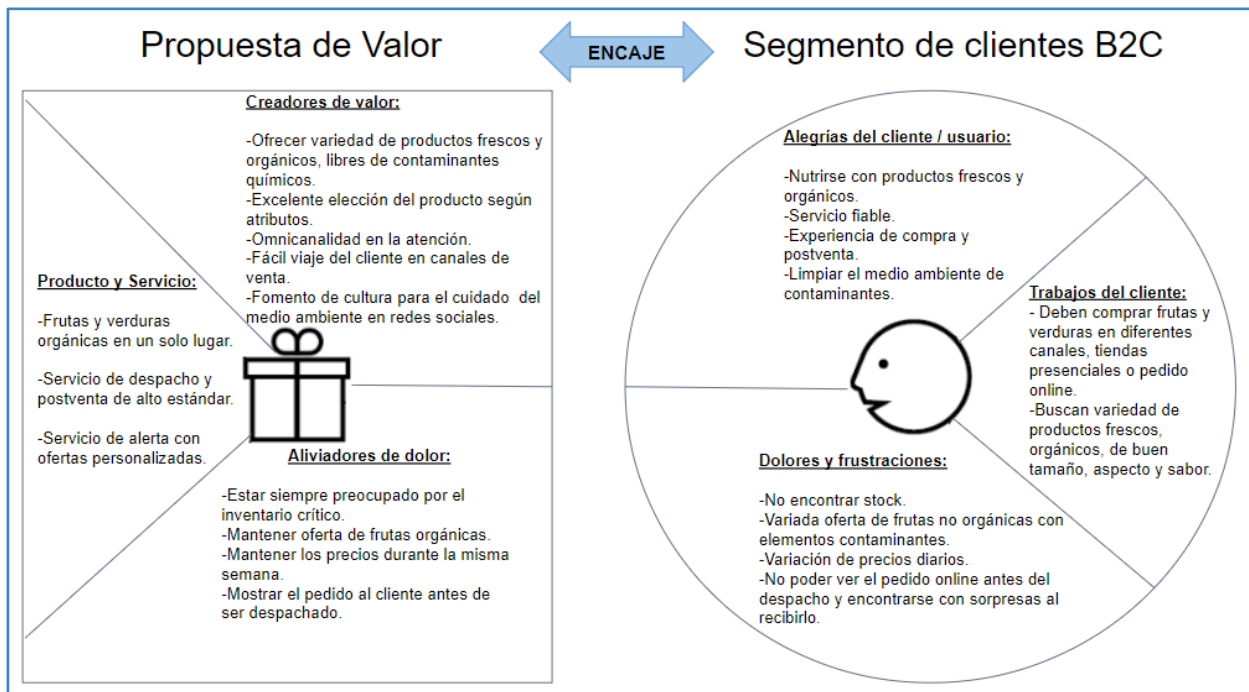 Propuesta de Valor
ENCAJE
Segmento de clientes B2C
Creadores de valor:
-Ofrecer variedad de productos frescos y
orgánicos, libres de contaminantes
químicos.
-Excelente elección del producto según
atributos.
-Omnicanalidad en la atención.
-Fácil viaje del cliente en canales de
venta.
-Fomento de cultura para el cuidado del
medio ambiente en redes sociales.
Producto y Servicio:
-Frutas y verduras
orgánicas en un solo lugar.
-Servicio de despacho y
postventa de alto estándar.
-Servicio de alerta con
ofertas personalizadas.
Aliviadores de dolor:
-Estar siempre preocupado por el
inventario crítico.
-Mantener oferta de frutas orgánicas.
-Mantener los precios durante la misma
semana.
-Mostrar el pedido al cliente antes de
ser despachado.
Alegrías del cliente / usuario:
-Nutrirse con productos frescos y
orgánicos.
-Servicio fiable.
-Experiencia de compra y
postventa.
-Limpiar el medio ambiente de
contaminantes.
Trabajos del cliente:
- Deben comprar frutas y
verduras en diferentes
canales, tiendas
presenciales o pedido
online.
-Buscan variedad de
productos frescos,
orgánicos, de buen
tamaño, aspecto y sabor.
Dolores y frustraciones:
-No encontrar stock.
-Variada oferta de frutas no orgánicas con
elementos contaminantes.
-Variación de precios diarios.
-No poder ver el pedido online antes del
despacho y encontrarse con sorpresas al
recibirlo.